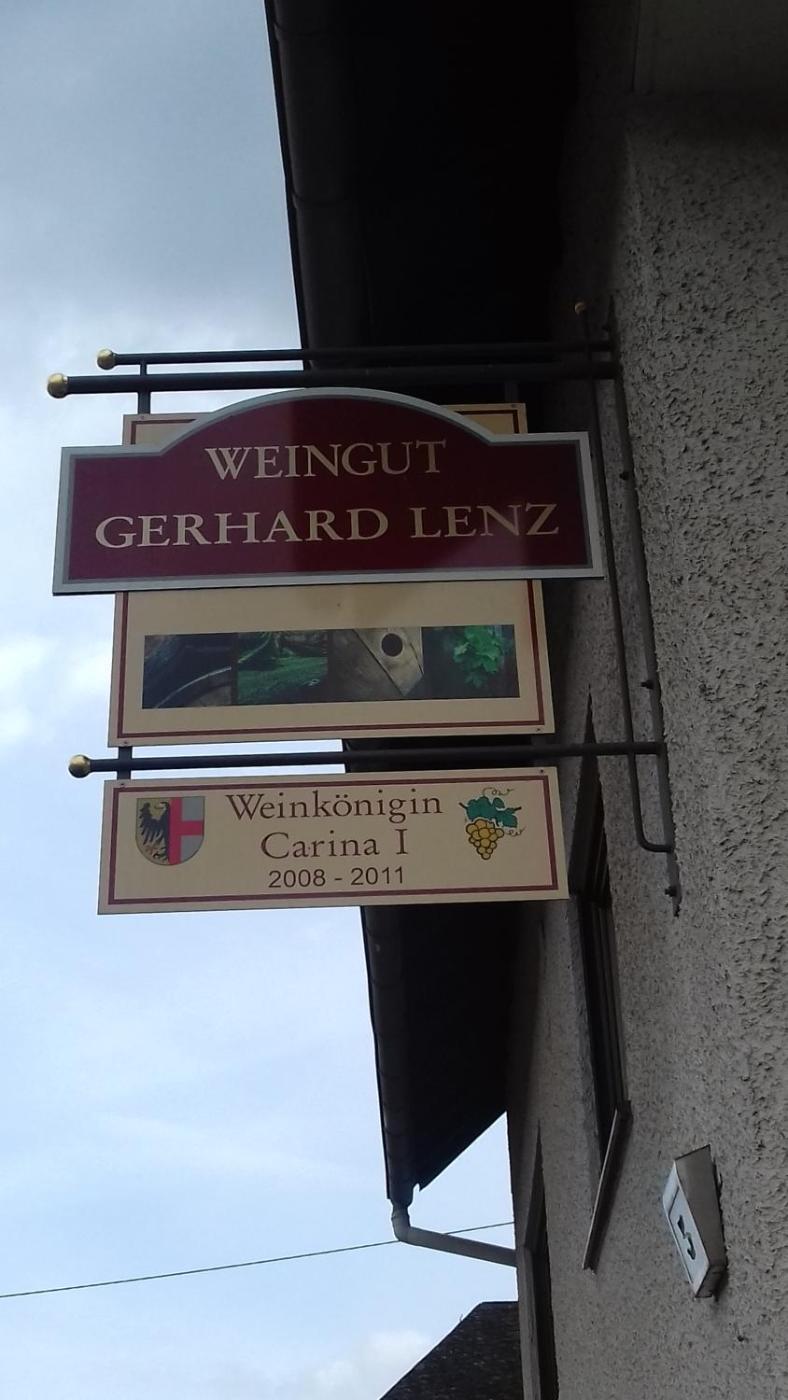 WEINGUT
GERHARD LENZ
Weinkönigin
Carina I
2008 - 2011